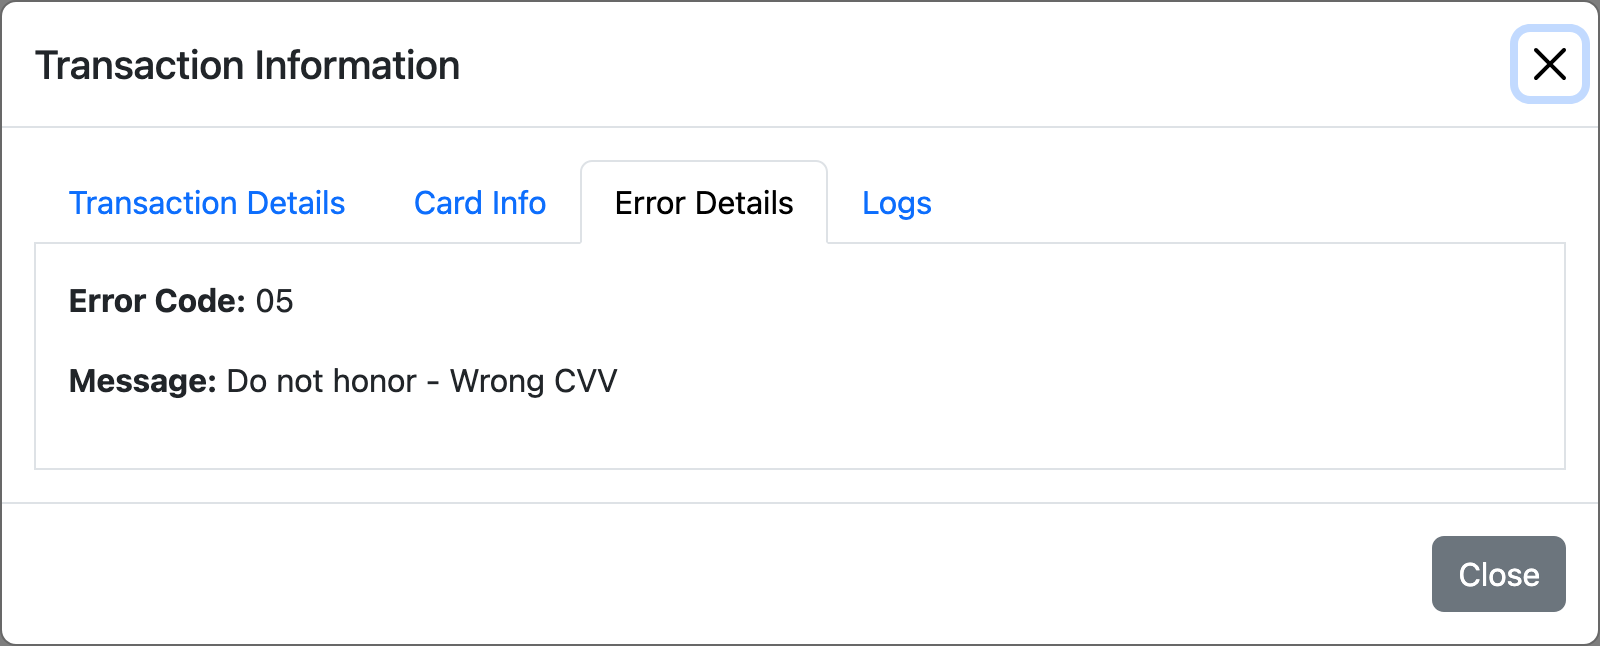 Transaction Information
Transaction Details Card Info Error Details Logs
Error Code: 05
Message: Do not honor - Wrong CVV
Close